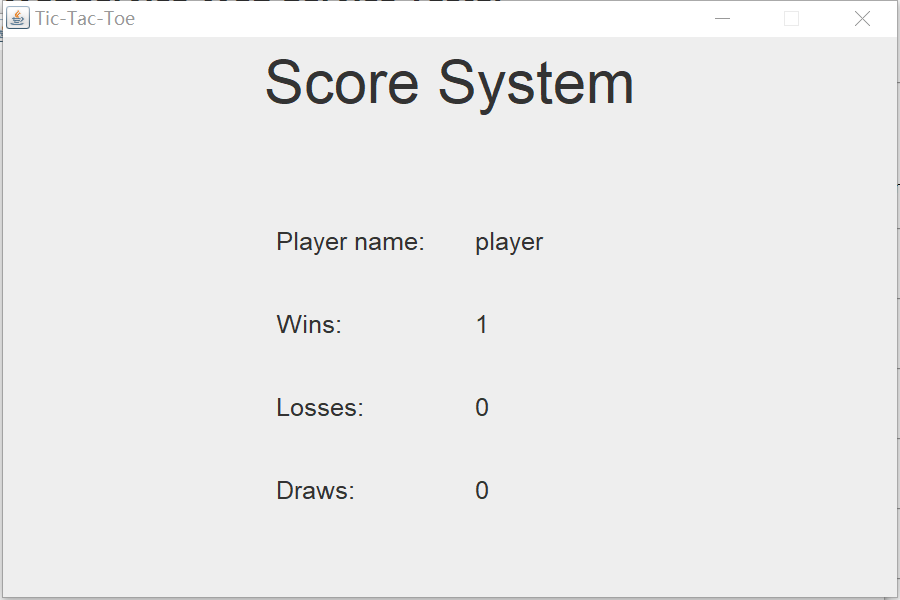 Tic-Tac-Toe
Score System
Player name: player
Wins: 1
Losses: 0
Draws: 0